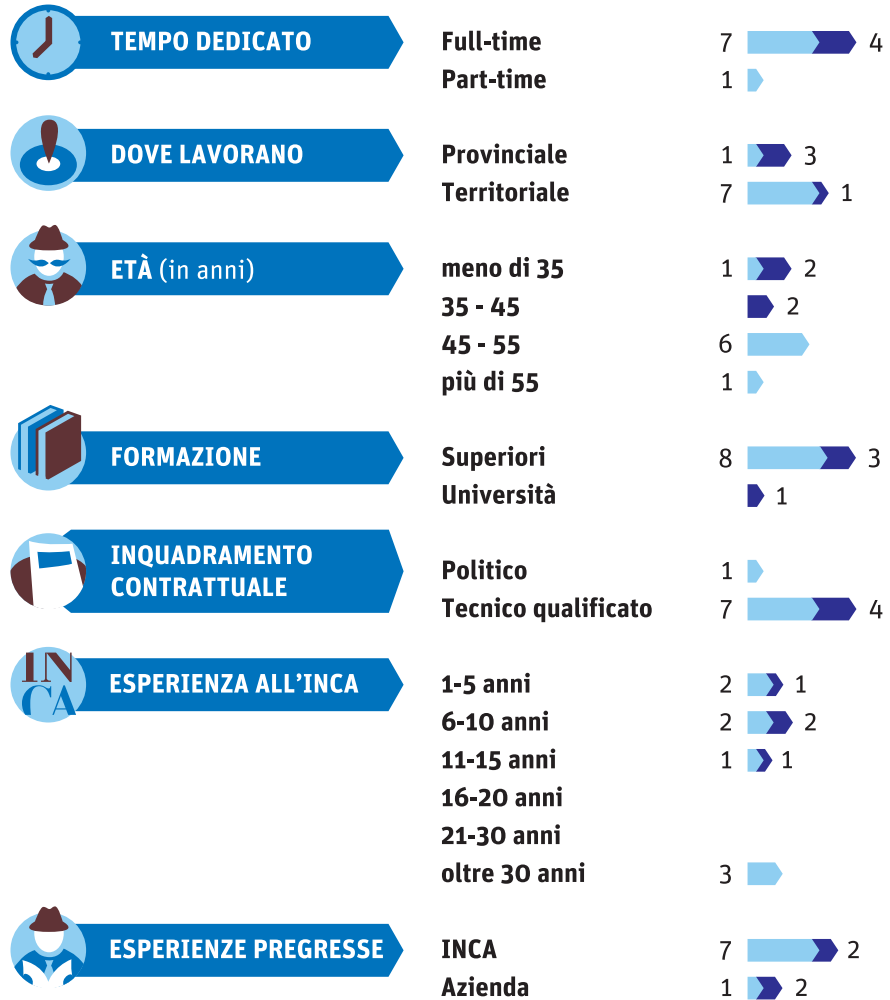 TEMPO DEDICATO
Full-time 7 4
Part-time 1
DOVE LAVORANO
Provinciale 1 3
Territoriale 7 1
ETÀ (in anni)
meno di 35 1 2
35 - 45 2
45 - 55 6
più di 55 1
FORMAZIONE
Superiori 8 3
Università 1
INQUADRAMENTO
CONTRATTUALE
Politico 1
Tecnico qualificato 7 4
IN
CA
ESPERIENZA ALL'INCA
1-5 anni 2 1
6-10 anni 2 2
11-15 anni 1 1
16-20 anni
21-30 anni
oltre 30 anni 3
ESPERIENZE PREGRESSE
INCA 7 2
Azienda 1 2